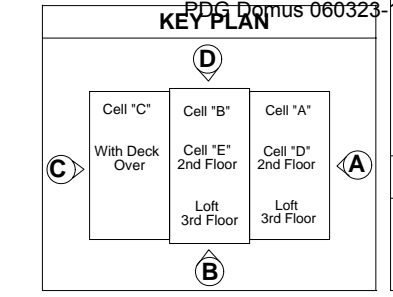 PDG Domus 060323-
KEY PLAN
D
Cell "C"
With Deck
Over
Cell "B"
Cell "E"
2nd Floor
Loft
3rd Floor
Cell "A"
Cell "D"
2nd Floor
Loft
3rd Floor
C
A
B